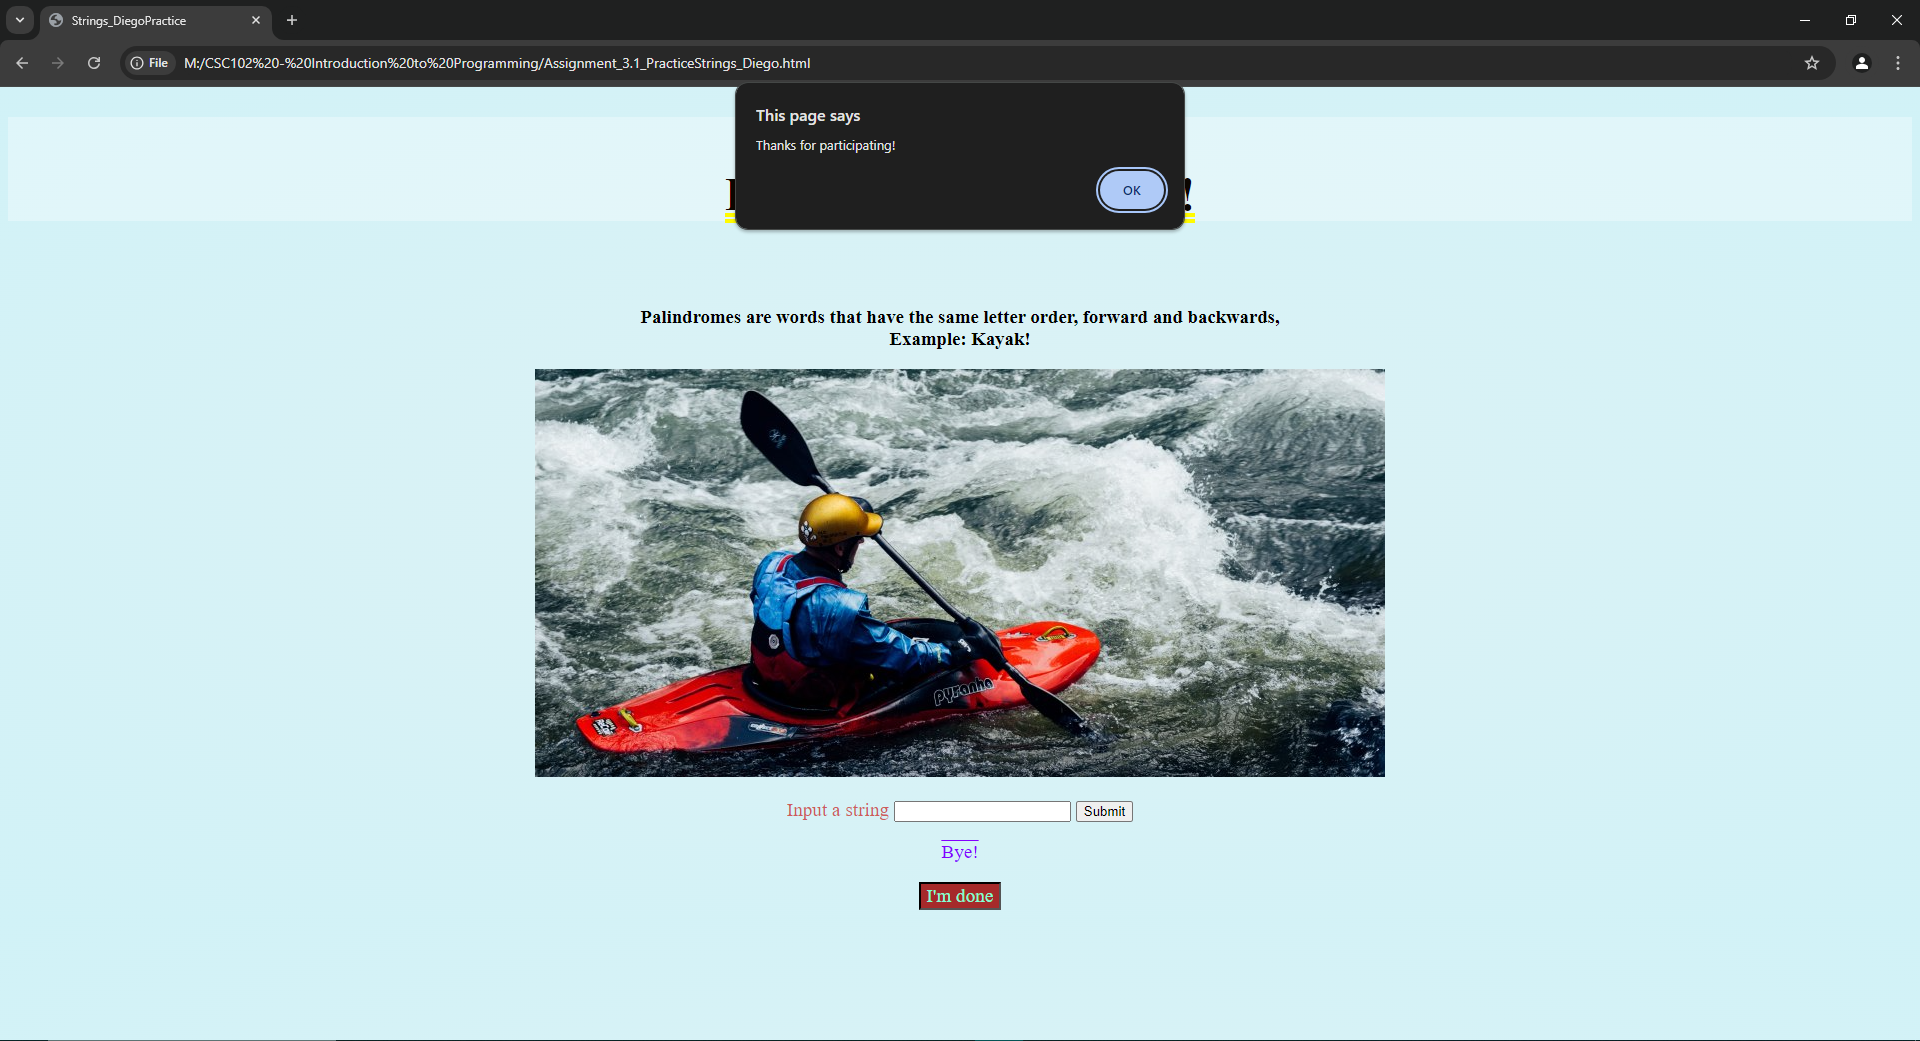 Strings_DiegoPractice
File
M:/CSC102%20-%20Introduction%20to%20Programming/Assignment_3.1_PracticeStrings_Diego.html
This page says
Thanks for participating!
OK
!
Palindromes are words that have the same letter order, forward and backwards,
Example: Kayak!
pyranha
Input a string
Submit
Bye!
I'm done